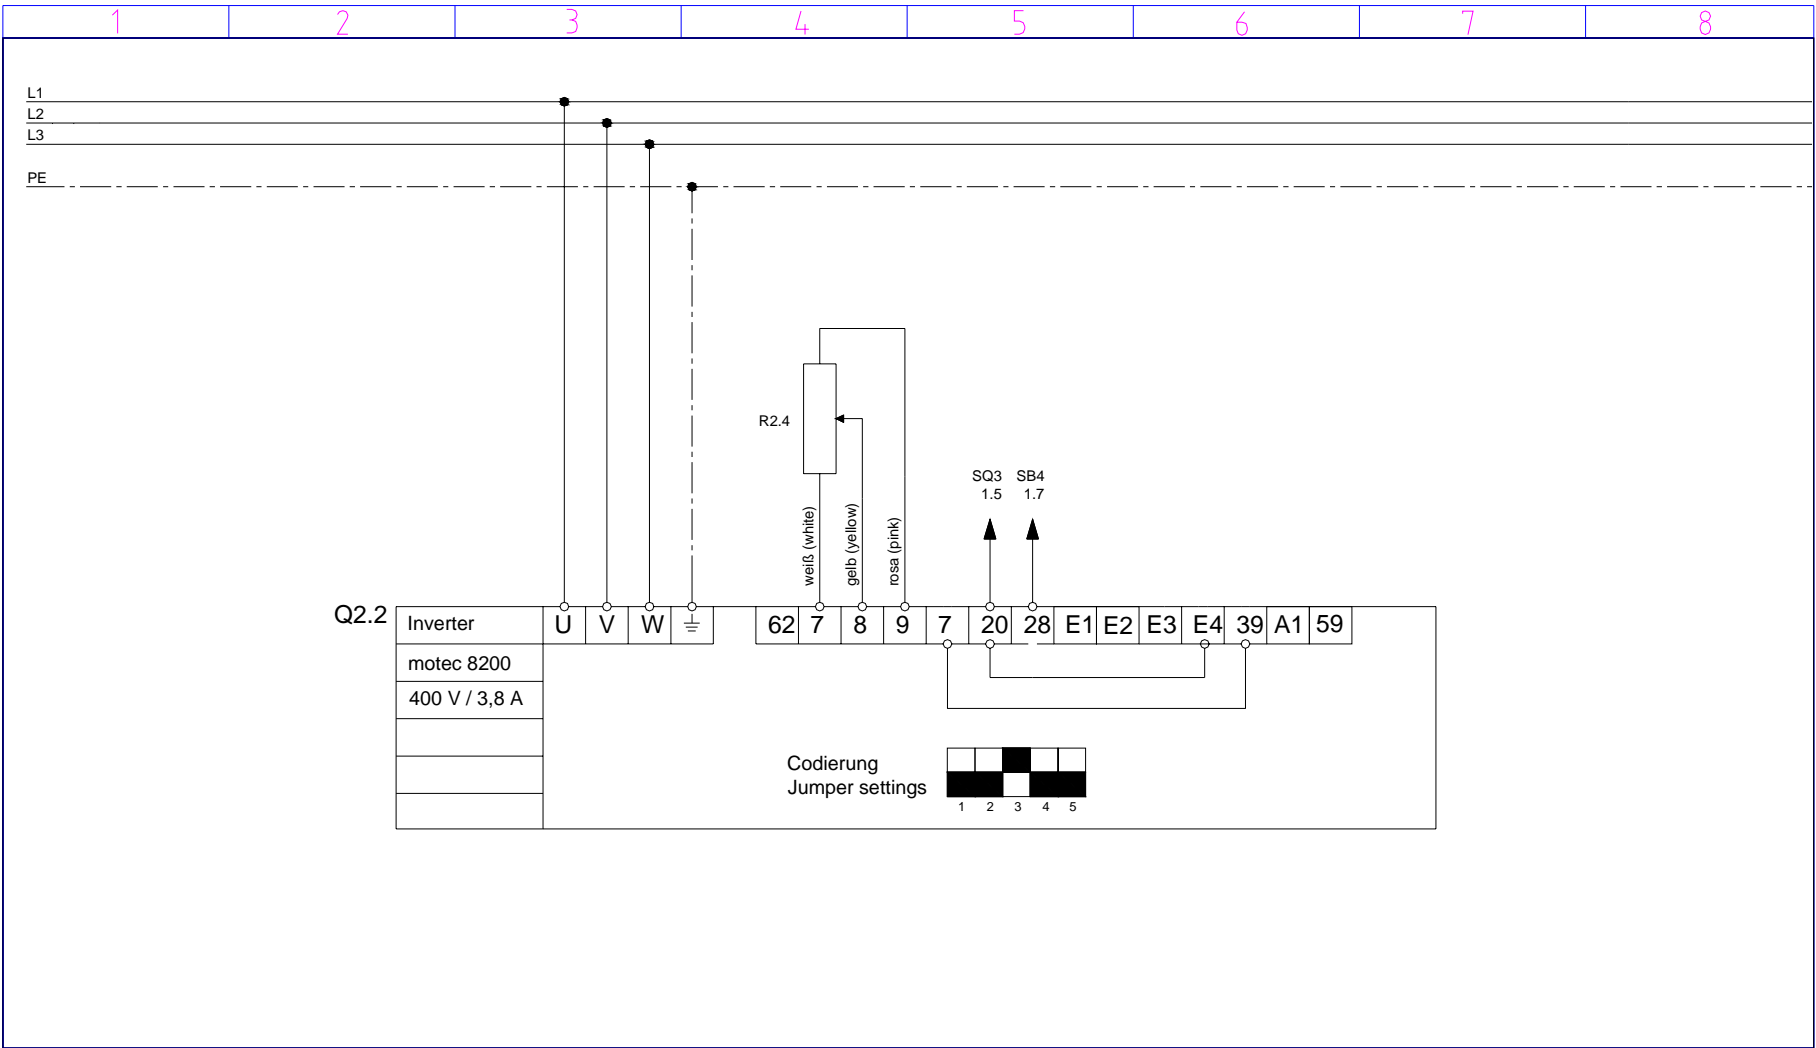 1 2 3 4 5 6 7 8
L1
L2
L3
PE
R2.4
SQ3 SB4
1.5 1.7
weiß (white)
gelb (yellow)
rosa (pink)
Q2.2
Inverter U V W 62 7 8 9 7 20 28 E1 E2 E3 E4 39 A1 59
motec 8200
400 V / 3,8 A
Codierung
Jumper settings
1 2 3 4 5